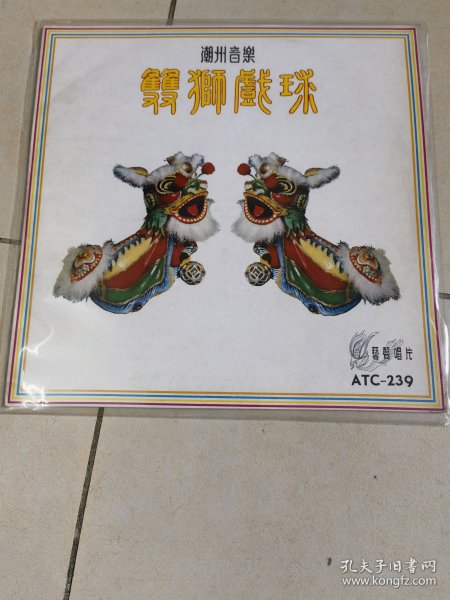 潮州音樂
雙獅戲球
藝聲唱片
ATC-239
孔夫子旧书网
www.kongfz.com